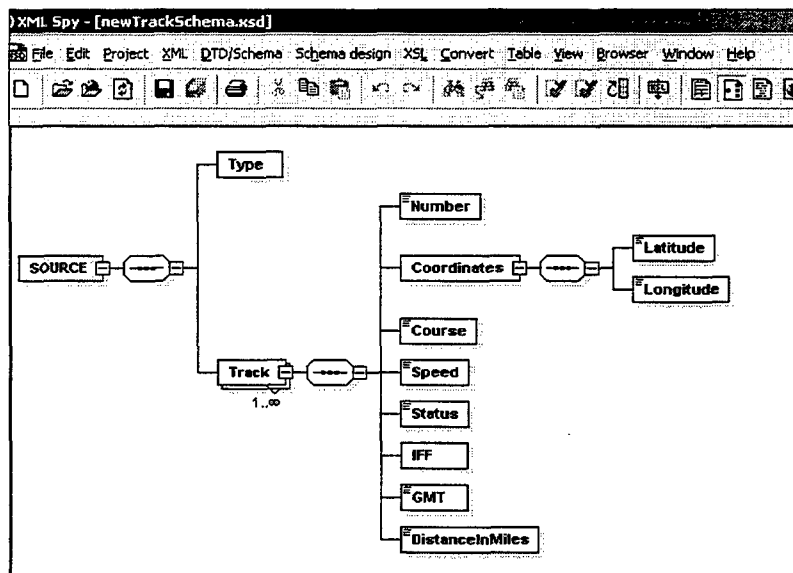 XML Spy - [newTrackSchema.xsd]
File Edit Project XML DTD/Schema Schema design XSL Convert Table View Browser Window Help
Type
Number
Latitude
SOURCE
Coordinates
Longitude
Course
Track
Speed
1..∞
Status
IFF
GMT
DistanceInMiles